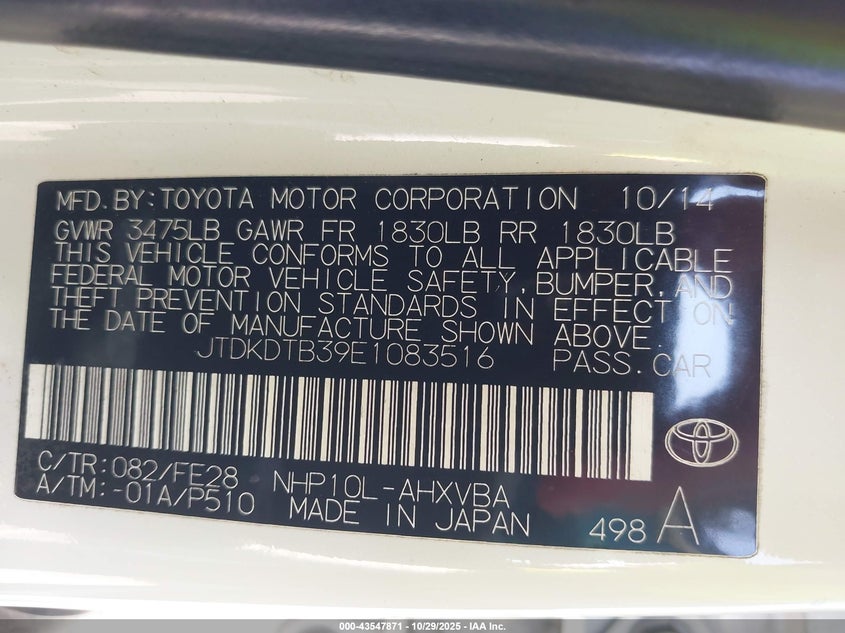 MFD. BY: TOYOTA MOTOR CORPORATION 10/14
GVWR 3475LB GAWR FR 1830LB RR 1830LB
THIS VEHICLE CONFORMS TO ALL APPLICABLE
FEDERAL MOTOR VEHICLE SAFETY, BUMPER, AND
THEFT PREVENTION STANDARDS IN EFFECT ON
THE DATE OF MANUFACTURE SHOWN ABOVE.
JTDKDTB39E1083516 PASS. CAR
C/TR: 082/FE28 NHP10L-AHXVBA
A/TM: -01A/P510 MADE IN JAPAN
498 A
000-43547871 - 10/29/2025 - IAA Inc.